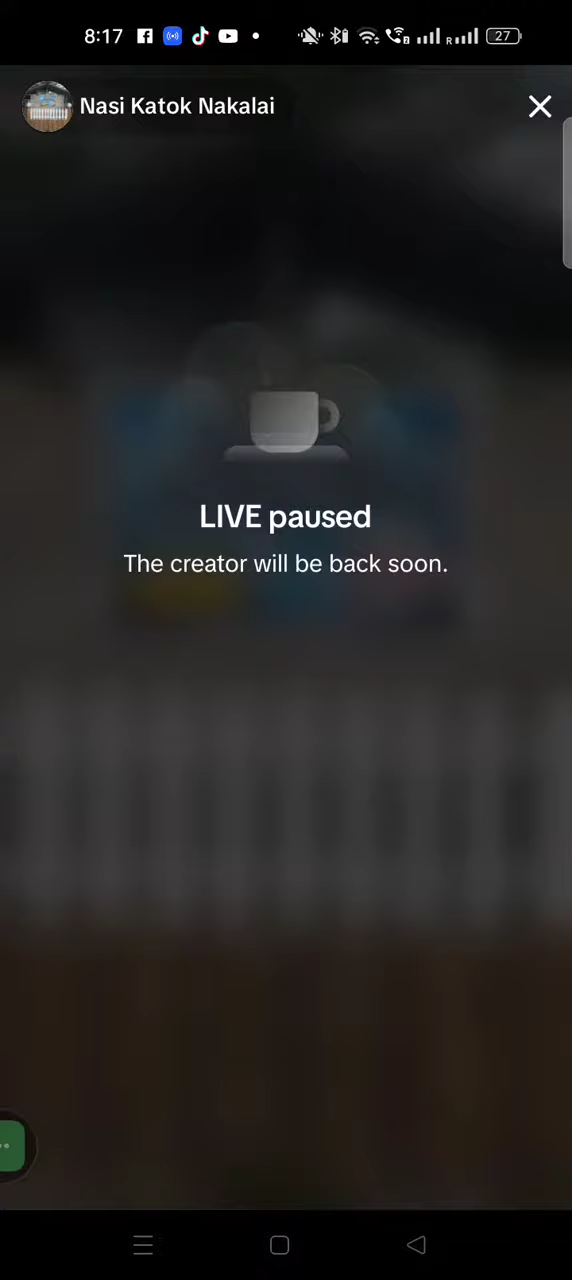 8:17
R
27
Nasi Katok Nakalai
LIVE paused
The creator will be back soon.